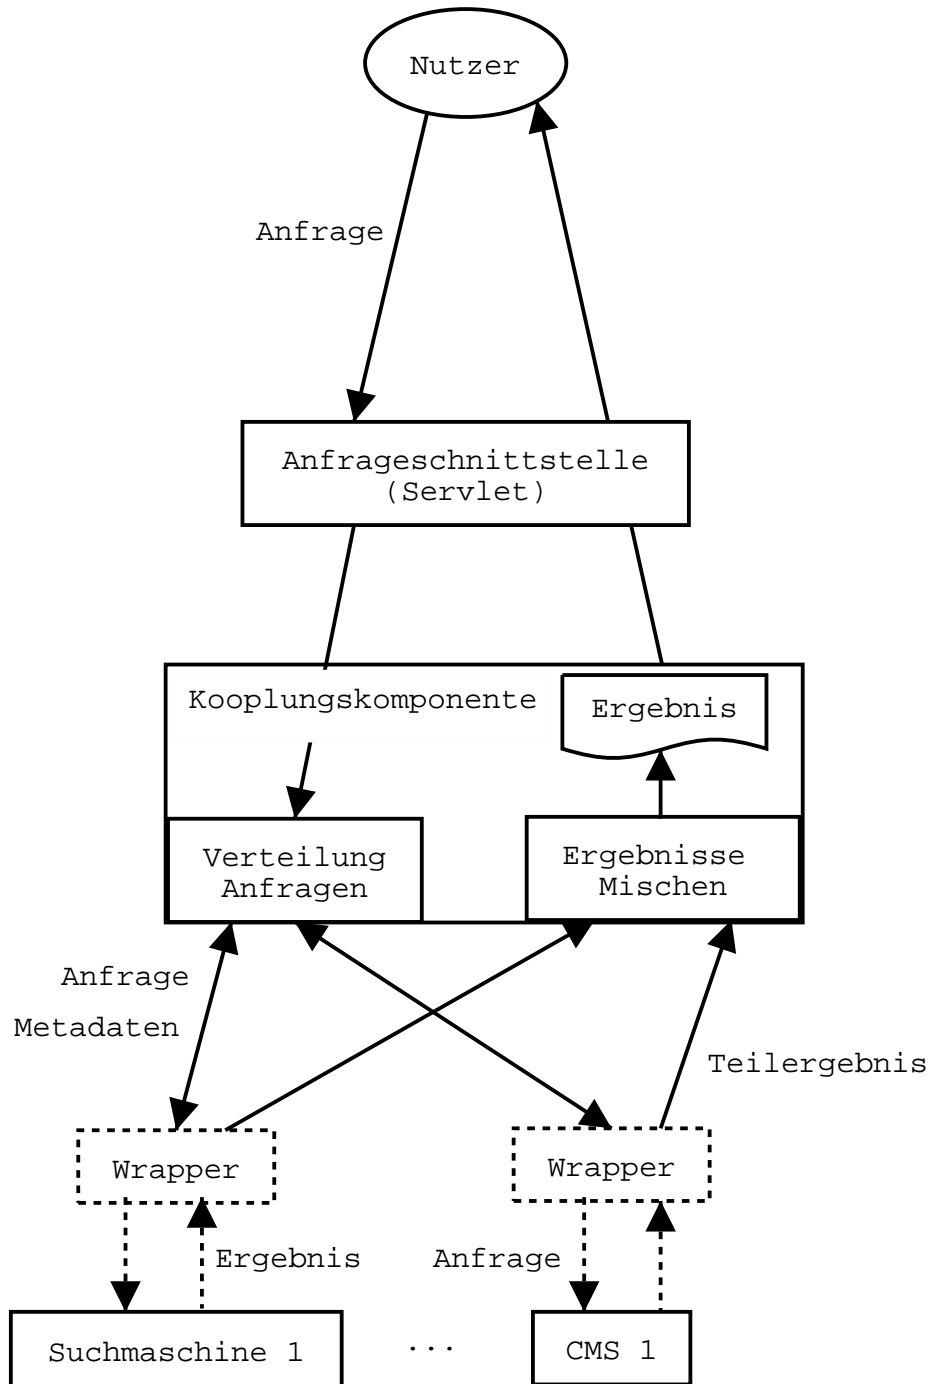 Nutzer
Anfrage
Anfrageschnittstelle
(Servlet)
Kooplungskomponente
Ergebnis
Verteilung
Anfragen
Ergebnisse
Mischen
Anfrage
Metadaten
Teilergebnis
Wrapper
Wrapper
Ergebnis
Anfrage
Suchmaschine 1
...
CMS 1